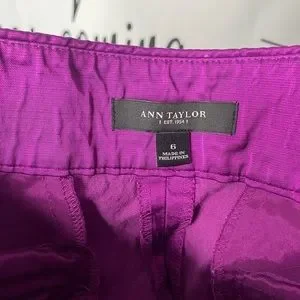 ANN TAYLOR
EST. 1954
6
MADE IN
PHILIPPINES